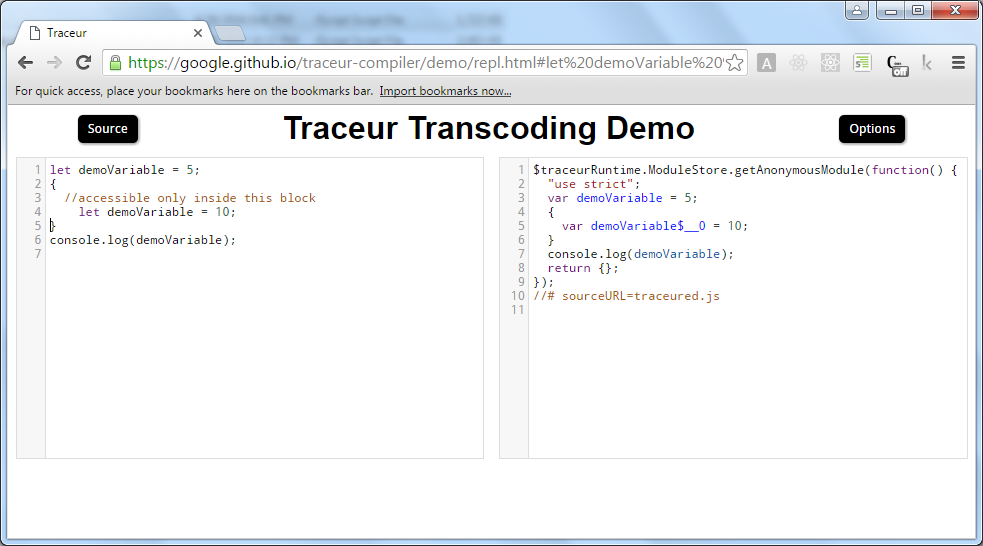 Traceur
https://google.github.io/traceur-compiler/demo/repl.html#let%20demoVariable%20
For quick access, place your bookmarks here on the bookmarks bar. Import bookmarks now...
Source
Traceur Transcoding Demo
Options
1 let demoVariable = 5;
2 {
3 //accessible only inside this block
4 let demoVariable = 10;
5 }
6 console.log(demoVariable);
7
1 $traceurRuntime.ModuleStore.getAnonymousModule(function() {
2 "use strict";
3 var demoVariable = 5;
4 {
5 var demoVariable$__0 = 10;
6 }
7 console.log(demoVariable);
8 return {};
9 });
10 //# sourceURL=traceured.js
11